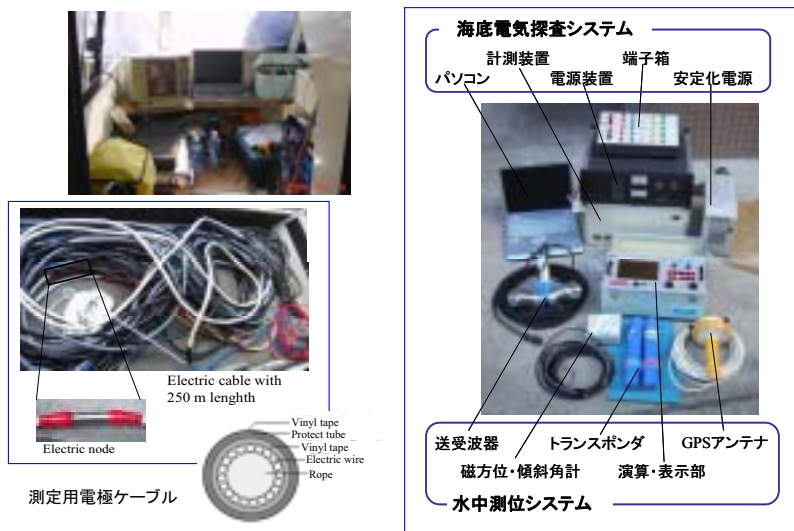 Electric cable with
250 m lenghth
Electric node
Vinyl tape
Protect tube
Vinyl tape
Electric wire
Rope
測定用電極ケーブル
海底電気探査システム
計測装置
端子箱
パソコン
電源装置
安定化電源
送受波器
トランスポンダ
GPSアンテナ
磁方位・傾斜角計
演算・表示部
水中測位システム